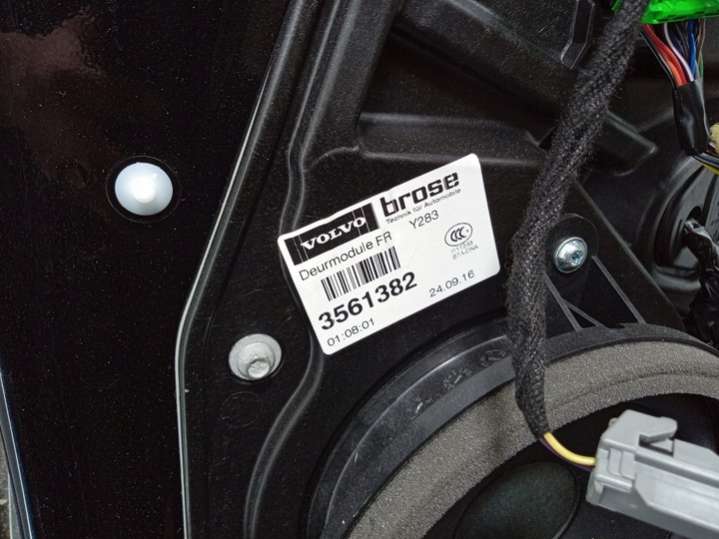 VOLVO brose
Technik für Automobile
Deurmodule FR Y283
3561382 24.09.16
01:08:01